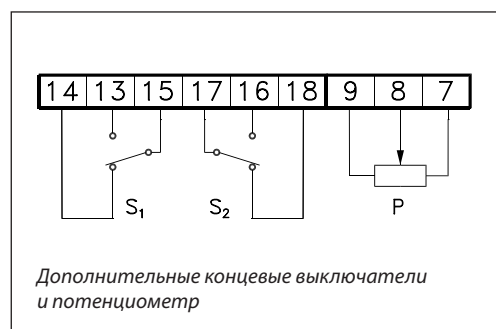 14 13 15 17 16 18 9 8 7
S₁ S₂ P
Дополнительные концевые выключатели
и потенциометр